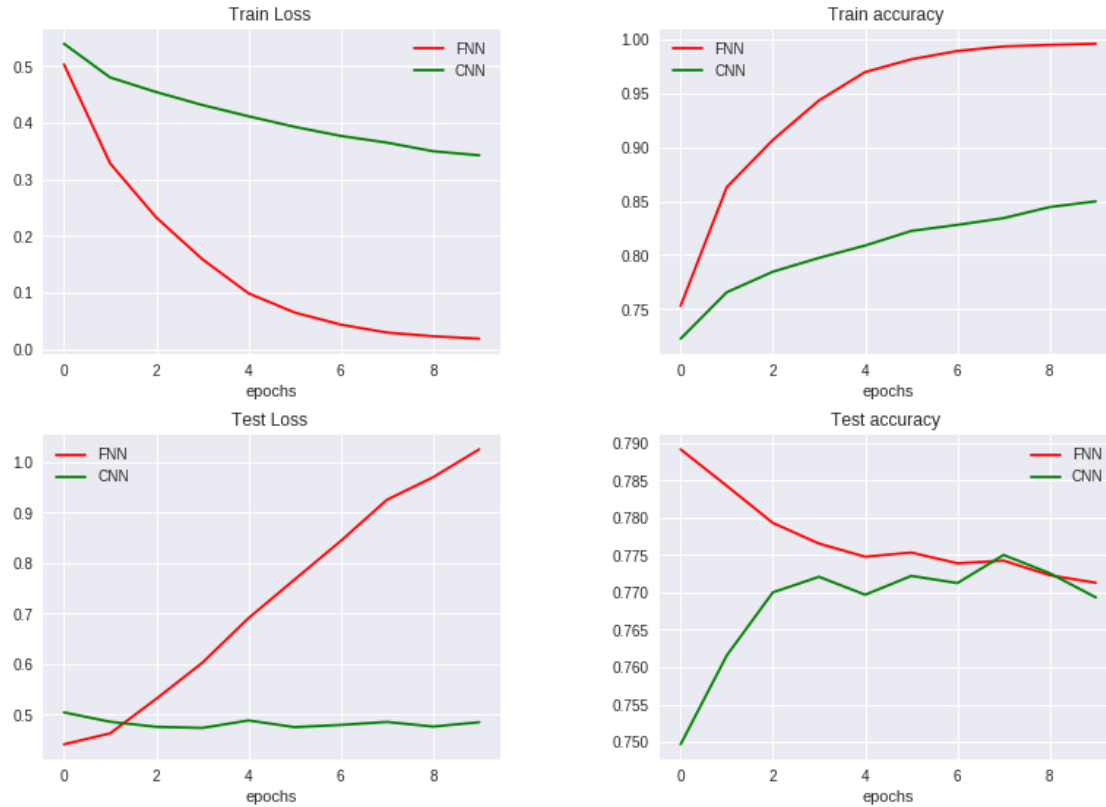 Train Loss
FNN
CNN
0.5
0.4
0.3
0.2
0.1
0.0
0 2 4 6 8
epochs
Train accuracy
FNN
CNN
1.00
0.95
0.90
0.85
0.80
0.75
0 2 4 6 8
epochs
Test Loss
FNN
CNN
1.0
0.9
0.8
0.7
0.6
0.5
0 2 4 6 8
epochs
Test accuracy
FNN
CNN
0.790
0.785
0.780
0.775
0.770
0.765
0.760
0.755
0.750
0 2 4 6 8
epochs